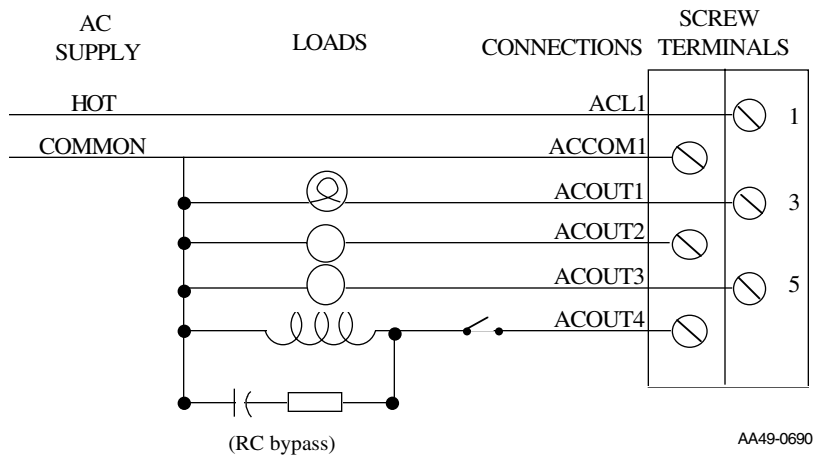 AC
SUPPLY
LOADS
CONNECTIONS
SCREW
TERMINALS
HOT
ACL1
1
COMMON
ACCOM1
ACOUT1
3
ACOUT2
ACOUT3
5
ACOUT4
(RC bypass)
AA49-0690